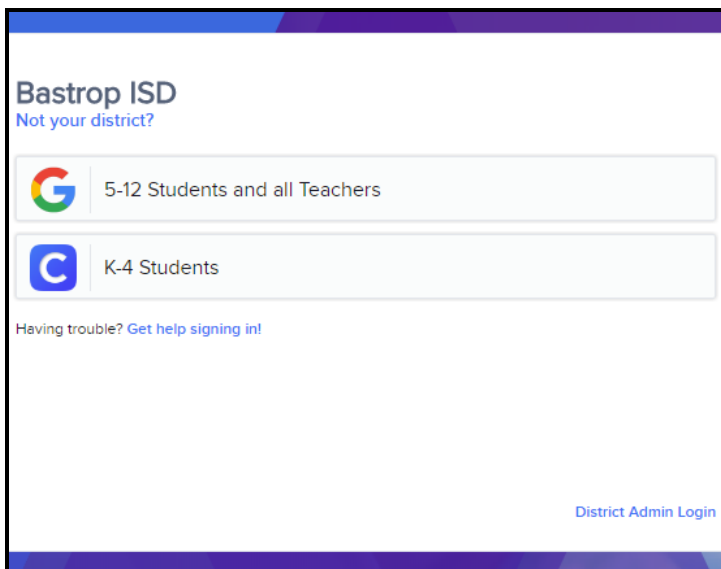 Bastrop ISD
Not your district?
5-12 Students and all Teachers
C
K-4 Students
Having trouble? Get help signing in!
District Admin Login